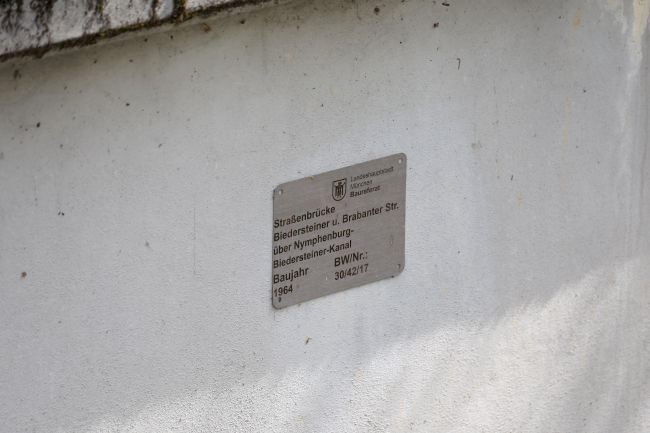 Landeshauptstadt
München
Baureferat
Straßenbrücke
Biedersteiner u. Brabanter Str.
über Nymphenburg-
Biedersteiner-Kanal
Baujahr BW/Nr.:
1964 30/42/17